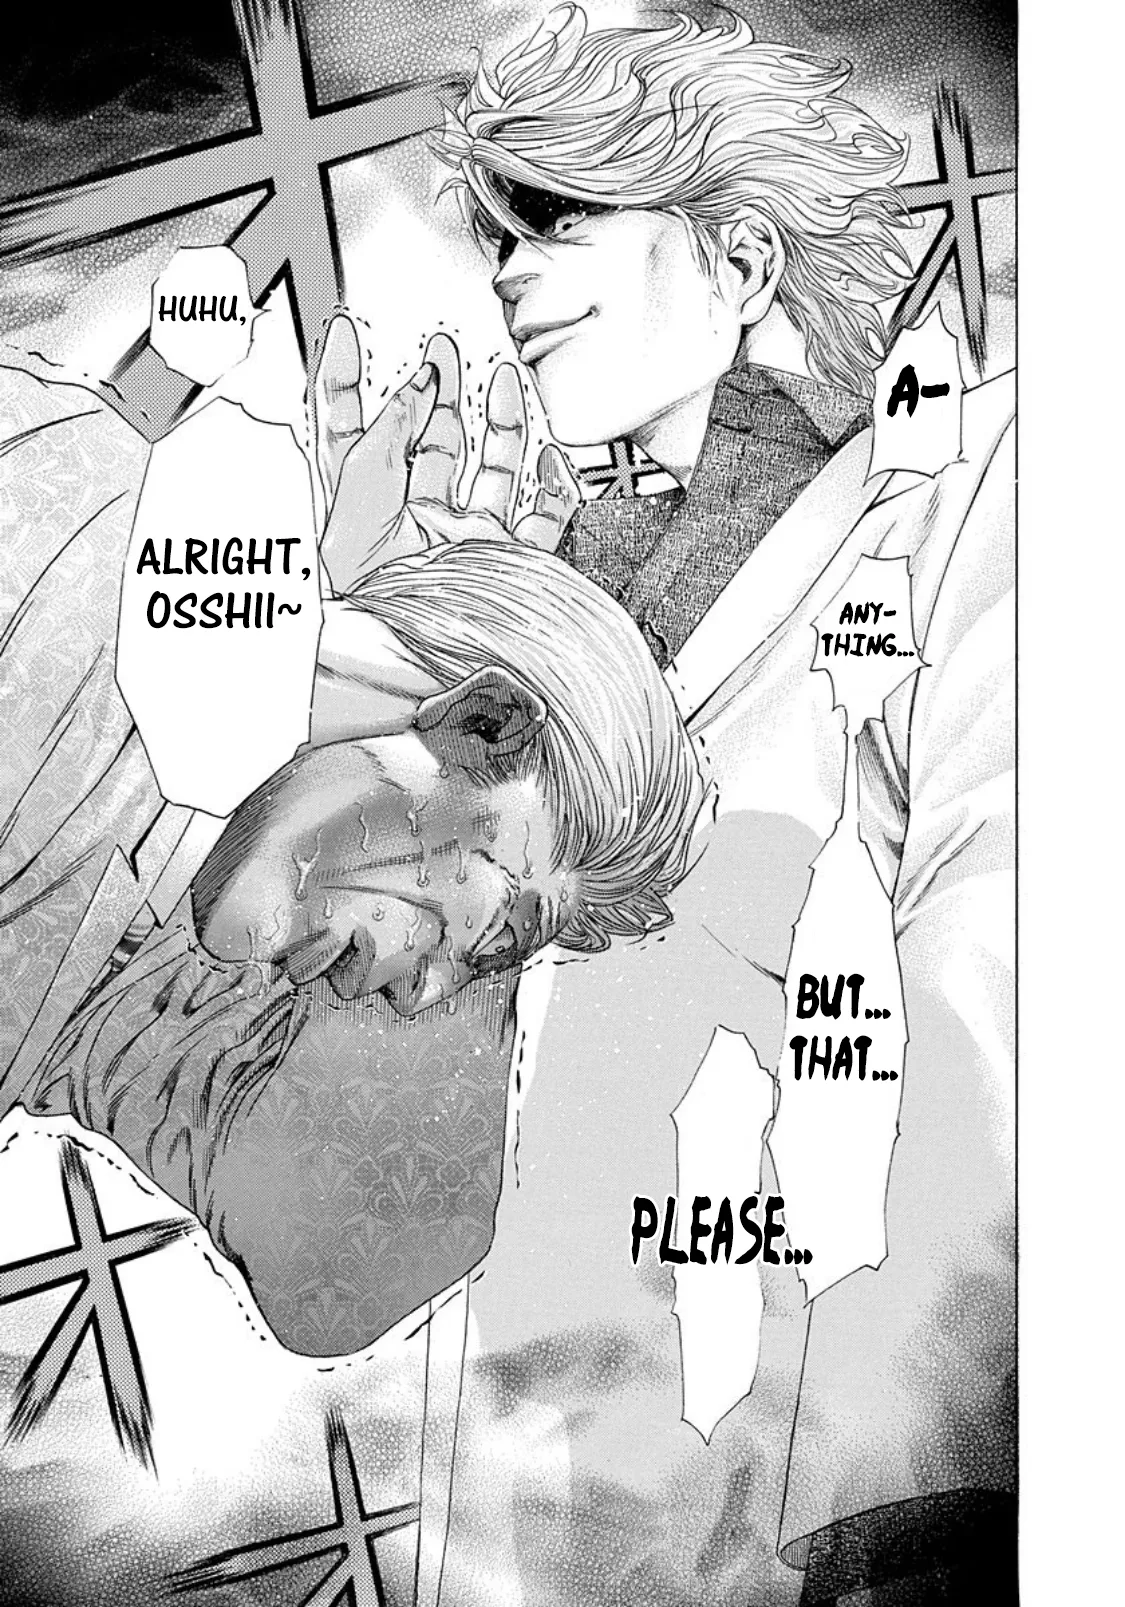 A-
ANY-
THING...
BUT...
THAT...
PLEASE...
HUHU,
ALRIGHT,
OSSHII~